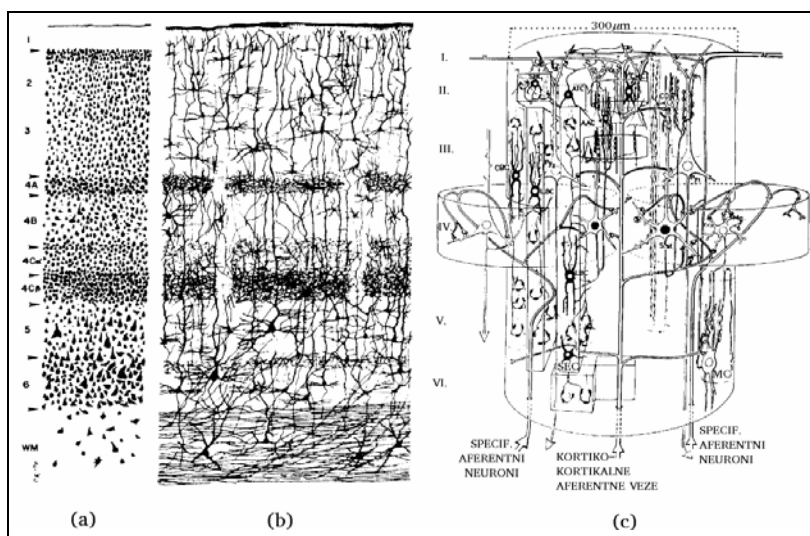 1
2
3
4A
4B
4Cα
4Cβ
5
6
WM
(a)
(b)
300μm
I.
II.
III.
IV.
V.
VI.
AAC
SEC
MC
SPECIF.
AFERENTNI
NEURONI
KORTIKO-
KORTIKALNE
AFERENTNE VEZE
SPECIF.
AFERENTNI
NEURONI
(c)